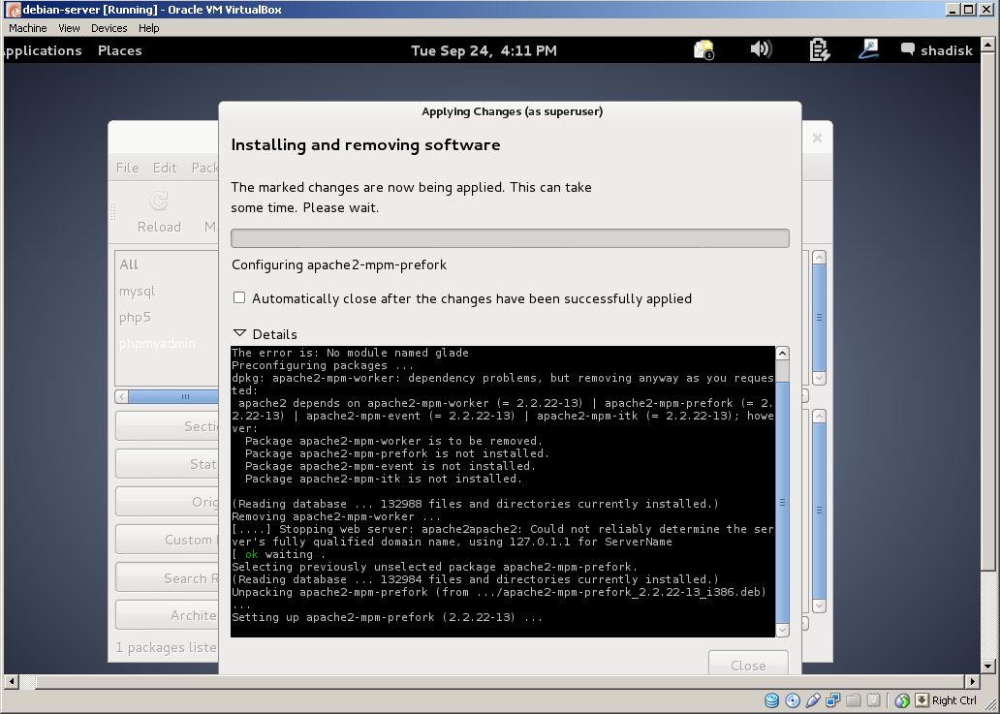 debian-server [Running] - Oracle VM VirtualBox
Machine View Devices Help
pplications Places Tue Sep 24, 4:11 PM 1 shadisk
Applying Changes (as superuser)
Installing and removing software
The marked changes are now being applied. This can take
some time. Please wait.
Configuring apache2-mpm-prefork
Automatically close after the changes have been successfully applied
Details
The error is: No module named glade
Preconfiguring packages ...
dpkg: apache2-mpm-worker: dependency problems, but removing anyway as you reques
ted:
apache2 depends on apache2-mpm-worker (= 2.2.22-13) | apache2-mpm-prefork (= 2.
2.22-13) | apache2-mpm-event (= 2.2.22-13) | apache2-mpm-itk (= 2.2.22-13); howe
ver:
Package apache2-mpm-worker is to be removed.
Package apache2-mpm-prefork is not installed.
Package apache2-mpm-event is not installed.
Package apache2-mpm-itk is not installed.
(Reading database ... 132988 files and directories currently installed.)
Removing apache2-mpm-worker ...
[....] Stopping web server: apache2apache2: Could not reliably determine the ser
ver's fully qualified domain name, using 127.0.1.1 for ServerName
[ ok waiting .
Selecting previously unselected package apache2-mpm-prefork.
(Reading database ... 132984 files and directories currently installed.)
Unpacking apache2-mpm-prefork (from .../apache2-mpm-prefork_2.2.22-13_i386.deb)
...
Setting up apache2-mpm-prefork (2.2.22-13) ...
Close
File Edit Pack
Reload M
All
mysql
php5
phpmyadmin
Secti
Stat
Orig
Custom
Search R
Archite
1 packages liste
Right Ctrl